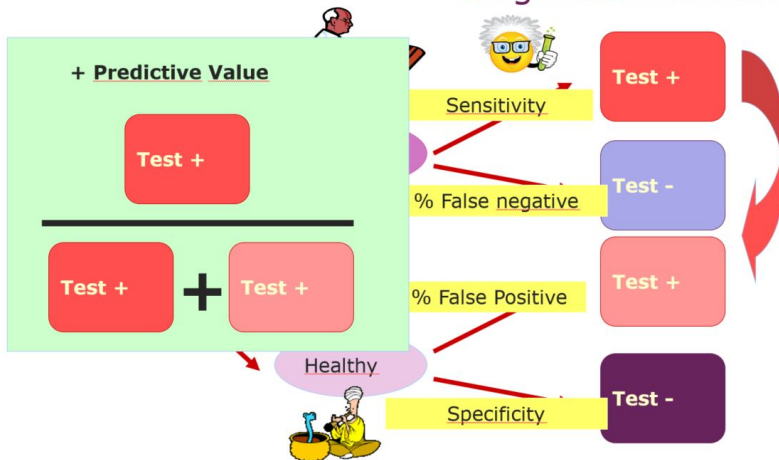 + Predictive Value
Test +
Test +
+
Test +
Sensitivity
% False negative
% False Positive
Healthy
Specificity
Test +
Test -
Test +
Test -